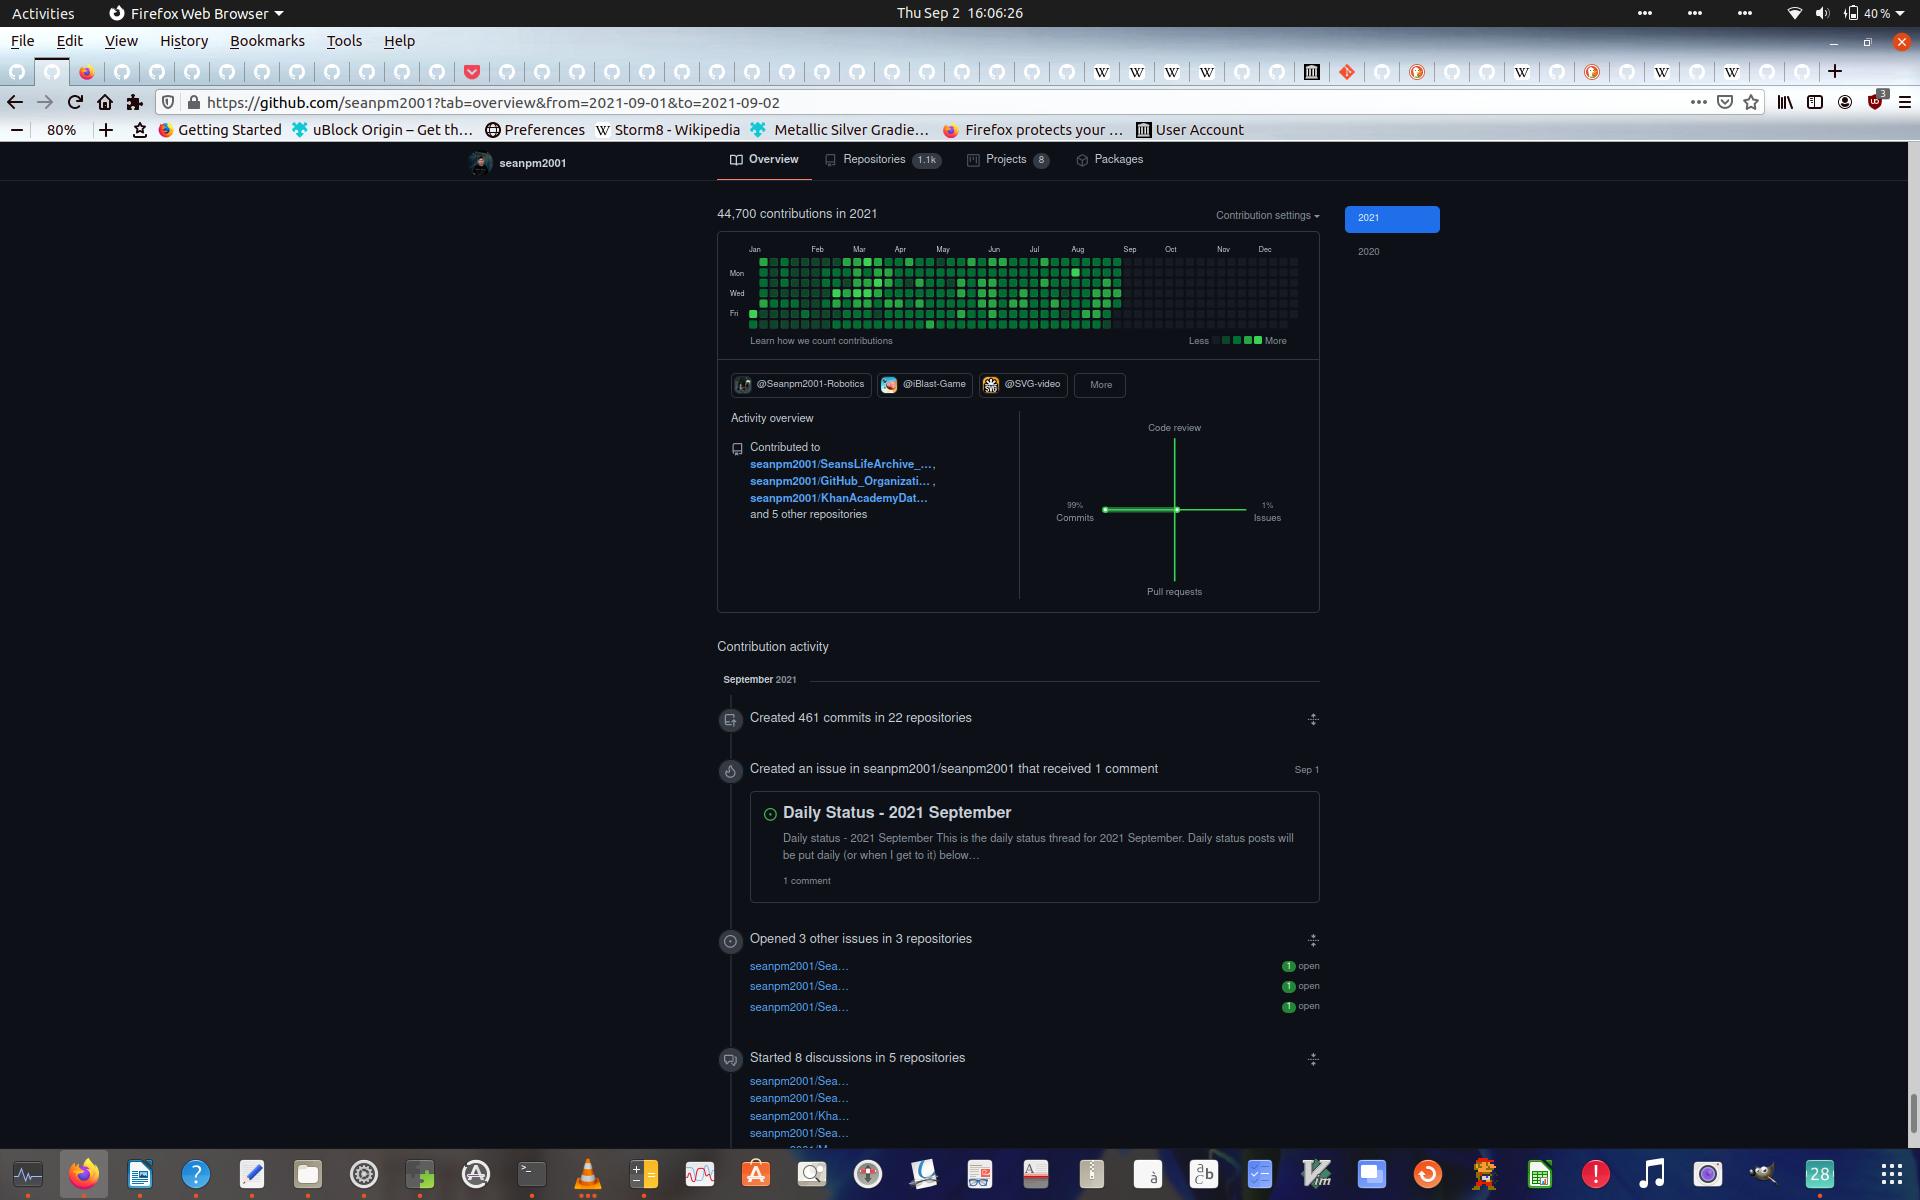 Activities
Firefox Web Browser
Thu Sep 2 16:06:26
40 %
File Edit View History Bookmarks Tools Help
https://github.com/seanpm2001?tab=overview&from=2021-09-01&to=2021-09-02
3
80%
Getting Started
uBlock Origin – Get th…
Preferences
Storm8 - Wikipedia
Metallic Silver Gradie…
Firefox protects your …
User Account
seanpm2001
Overview
Repositories 1.1k
Projects 8
Packages
44,700 contributions in 2021
Contribution settings
2021
2020
Jan Feb Mar Apr May Jun Jul Aug Sep Oct Nov Dec
Mon
Wed
Fri
Learn how we count contributions
Less
More
@Seanpm2001-Robotics
@iBlast-Game
@SVG-video
More
Activity overview
Contributed to
seanpm2001/SeansLifeArchive_…,
seanpm2001/GitHub_Organizati… ,
seanpm2001/KhanAcademyDat…
and 5 other repositories
Code review
99%
Commits
1%
Issues
Pull requests
Contribution activity
September 2021
Created 461 commits in 22 repositories
Created an issue in seanpm2001/seanpm2001 that received 1 comment
Sep 1
Daily Status - 2021 September
Daily status - 2021 September This is the daily status thread for 2021 September. Daily status posts will
be put daily (or when I get to it) below…
1 comment
Opened 3 other issues in 3 repositories
seanpm2001/Sea…
1 open
seanpm2001/Sea…
1 open
seanpm2001/Sea…
1 open
Started 8 discussions in 5 repositories
seanpm2001/Sea…
seanpm2001/Sea…
seanpm2001/Kha…
seanpm2001/Sea…
28